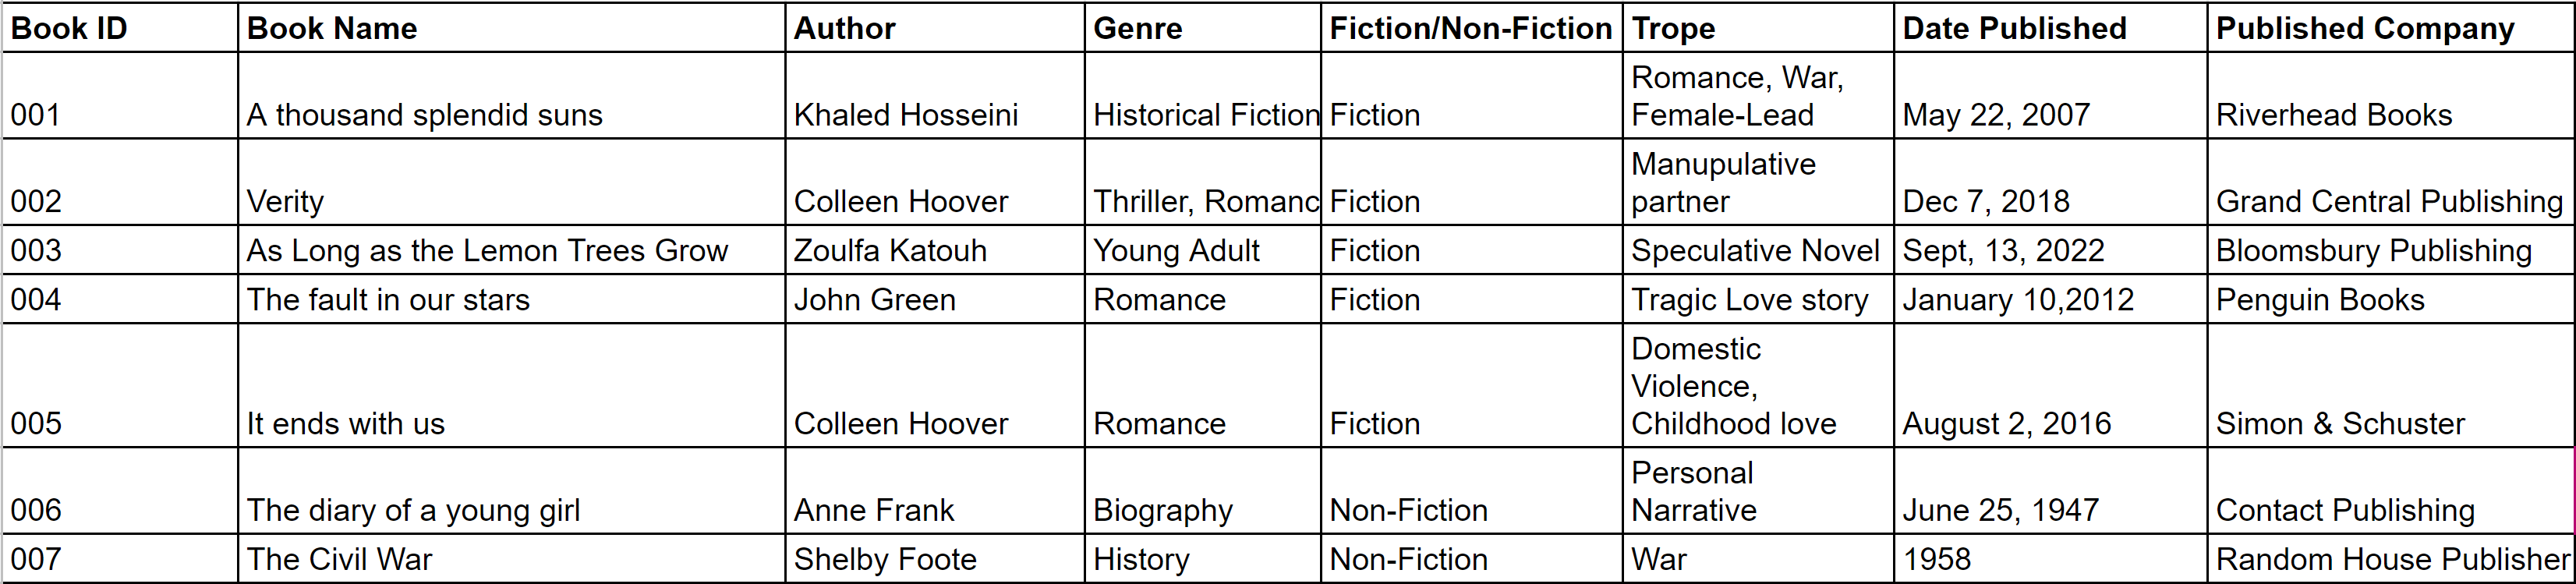 Book ID Book Name Author Genre Fiction/Non-Fiction Trope Date Published Published Company
001 A thousand splendid suns Khaled Hosseini Historical Fiction Fiction Romance, War, Female-Lead May 22, 2007 Riverhead Books
002 Verity Colleen Hoover Thriller, Romanc Fiction Manupulative partner Dec 7, 2018 Grand Central Publishing
003 As Long as the Lemon Trees Grow Zoulfa Katouh Young Adult Fiction Speculative Novel Sept, 13, 2022 Bloomsbury Publishing
004 The fault in our stars John Green Romance Fiction Tragic Love story January 10,2012 Penguin Books
005 It ends with us Colleen Hoover Romance Fiction Domestic Violence, Childhood love August 2, 2016 Simon & Schuster
006 The diary of a young girl Anne Frank Biography Non-Fiction Personal Narrative June 25, 1947 Contact Publishing
007 The Civil War Shelby Foote History Non-Fiction War 1958 Random House Publisher